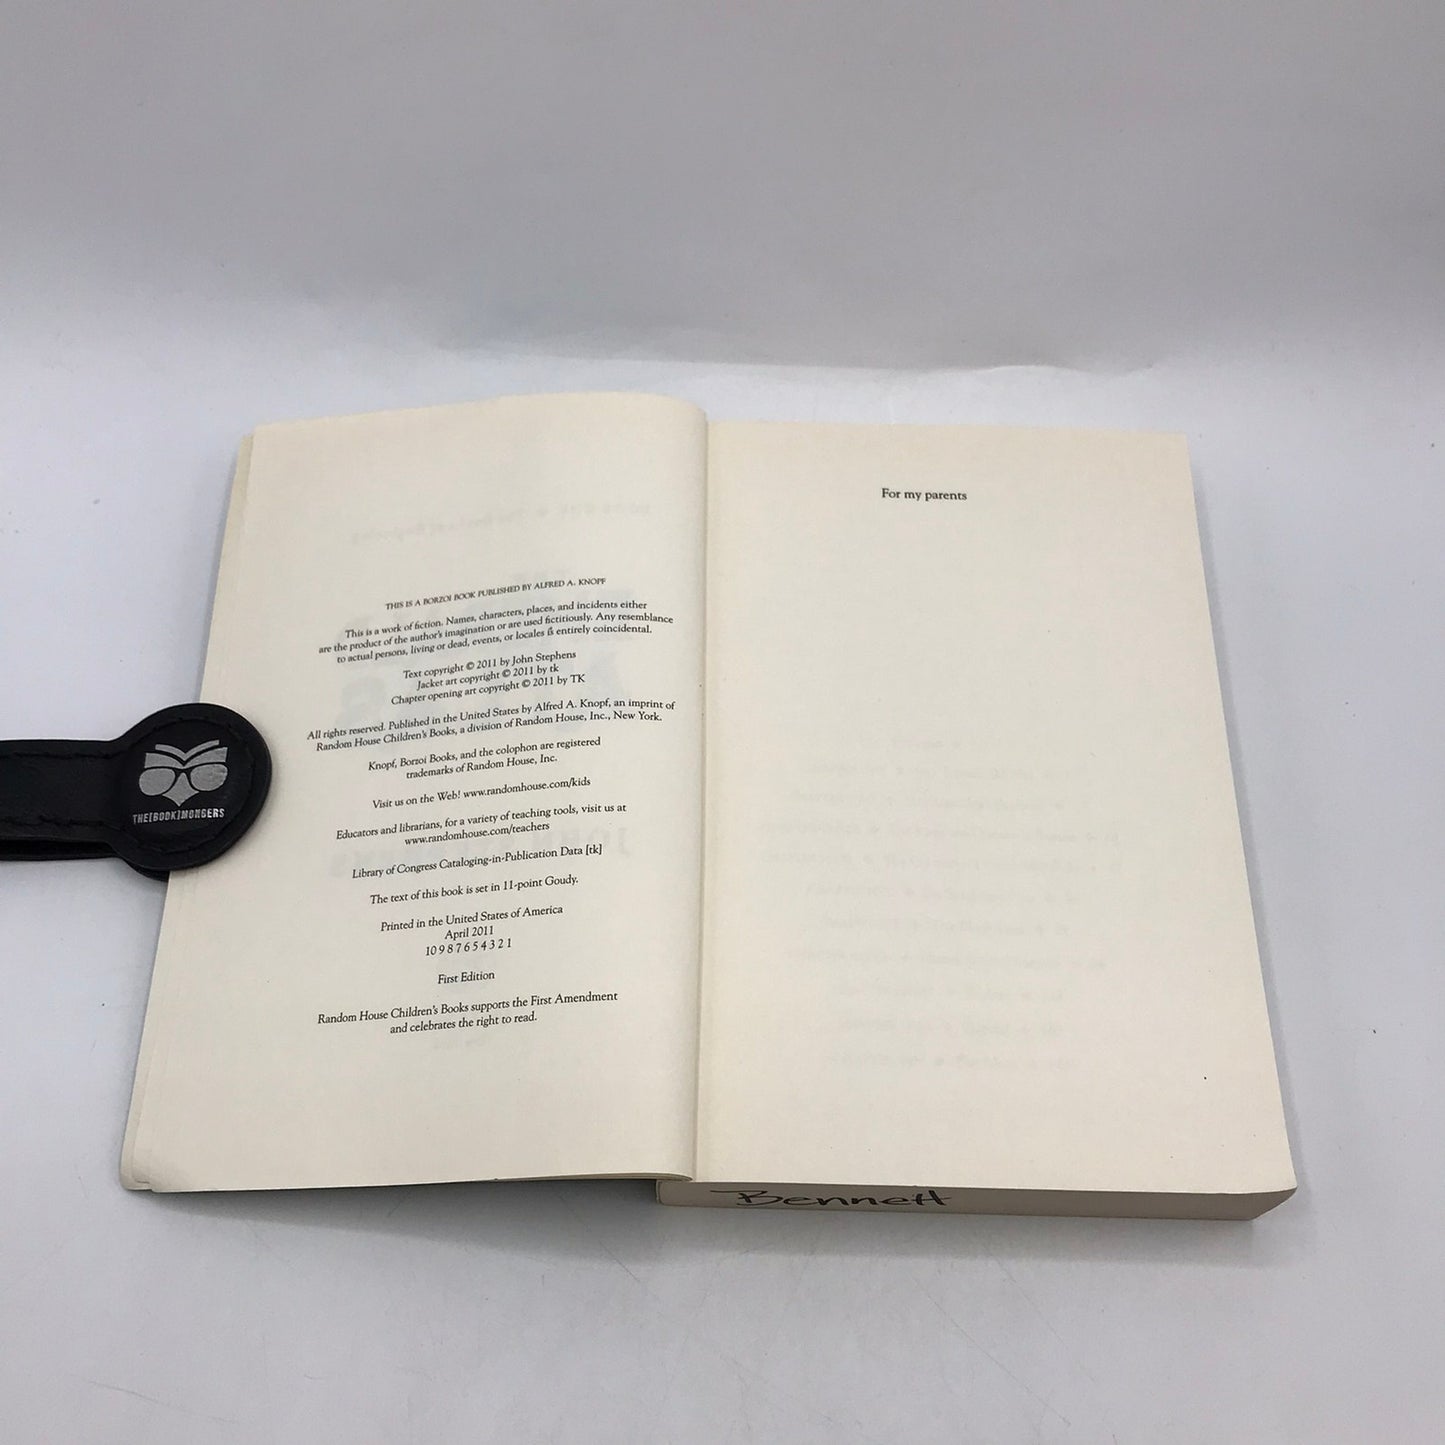 THIS IS A BORZOI BOOK PUBLISHED BY ALFRED A. KNOPF
This is a work of fiction. Names, characters, places, and incidents either
are the product of the author's imagination or are used fictitiously. Any resemblance
to actual persons, living or dead, events, or locales is entirely coincidental.
Text copyright © 2011 by John Stephens
Jacket art copyright © 2011 by tk
Chapter opening art copyright © 2011 by TK
All rights reserved. Published in the United States by Alfred A. Knopf, an imprint of
Random House Children's Books, a division of Random House, Inc., New York.
Knopf, Borzoi Books, and the colophon are registered
trademarks of Random House, Inc.
Visit us on the Web! www.randomhouse.com/kids
Educators and librarians, for a variety of teaching tools, visit us at
www.randomhouse.com/teachers
Library of Congress Cataloging-in-Publication Data [tk]
The text of this book is set in 11-point Goudy.
Printed in the United States of America
April 2011
10 9 8 7 6 5 4 3 2 1
First Edition
Random House Children's Books supports the First Amendment
and celebrates the right to read.
For my parents
Bennett
THE[BOOK]MONGERS